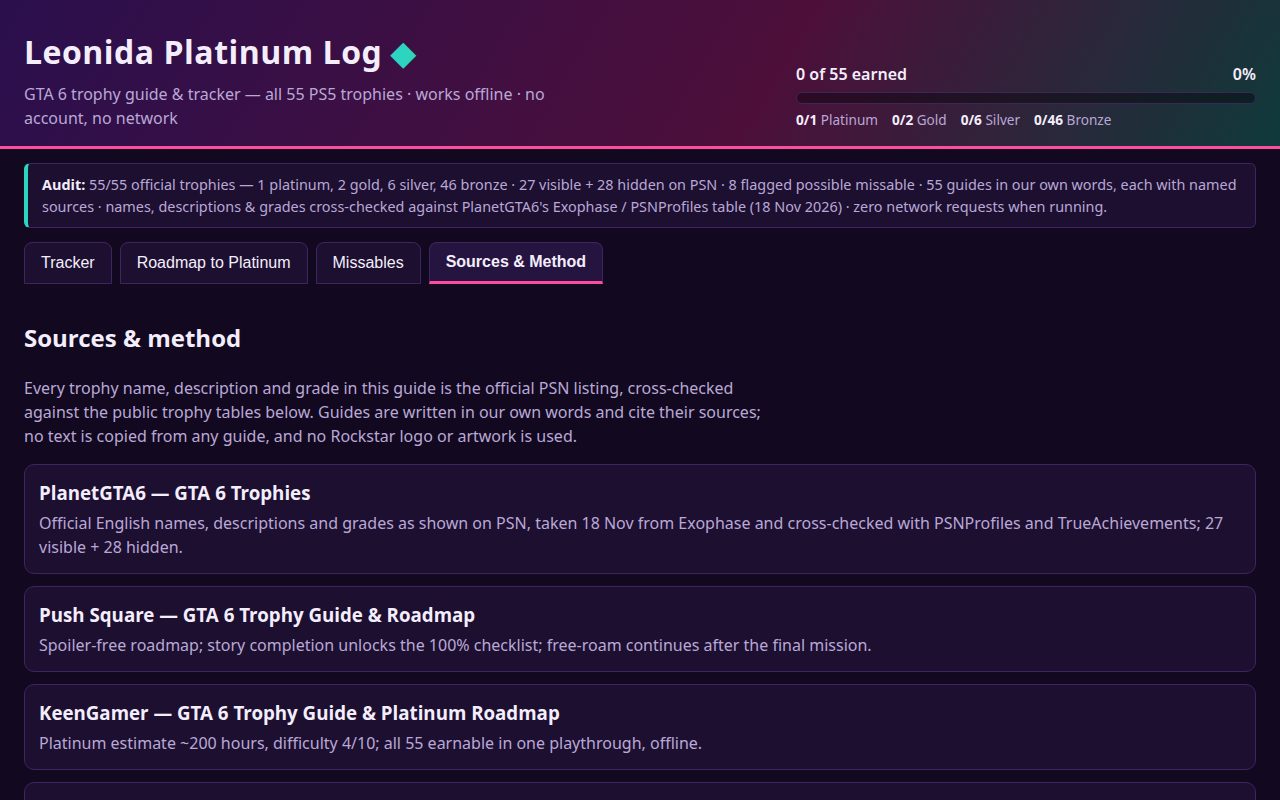 Leonida Platinum Log
GTA 6 trophy guide & tracker — all 55 PS5 trophies · works offline · no
account, no network
0 of 55 earned 0%
0/1 Platinum 0/2 Gold 0/6 Silver 0/46 Bronze
Audit: 55/55 official trophies — 1 platinum, 2 gold, 6 silver, 46 bronze · 27 visible + 28 hidden on PSN · 8 flagged possible missable · 55 guides in our own words, each with named
sources · names, descriptions & grades cross-checked against PlanetGTA6's Exophase / PSNProfiles table (18 Nov 2026) · zero network requests when running.
Tracker Roadmap to Platinum Missables Sources & Method
Sources & method
Every trophy name, description and grade in this guide is the official PSN listing, cross-checked
against the public trophy tables below. Guides are written in our own words and cite their sources;
no text is copied from any guide, and no Rockstar logo or artwork is used.
PlanetGTA6 — GTA 6 Trophies
Official English names, descriptions and grades as shown on PSN, taken 18 Nov from Exophase and cross-checked with PSNProfiles and TrueAchievements; 27
visible + 28 hidden.
Push Square — GTA 6 Trophy Guide & Roadmap
Spoiler-free roadmap; story completion unlocks the 100% checklist; free-roam continues after the final mission.
KeenGamer — GTA 6 Trophy Guide & Platinum Roadmap
Platinum estimate ~200 hours, difficulty 4/10; all 55 earnable in one playthrough, offline.